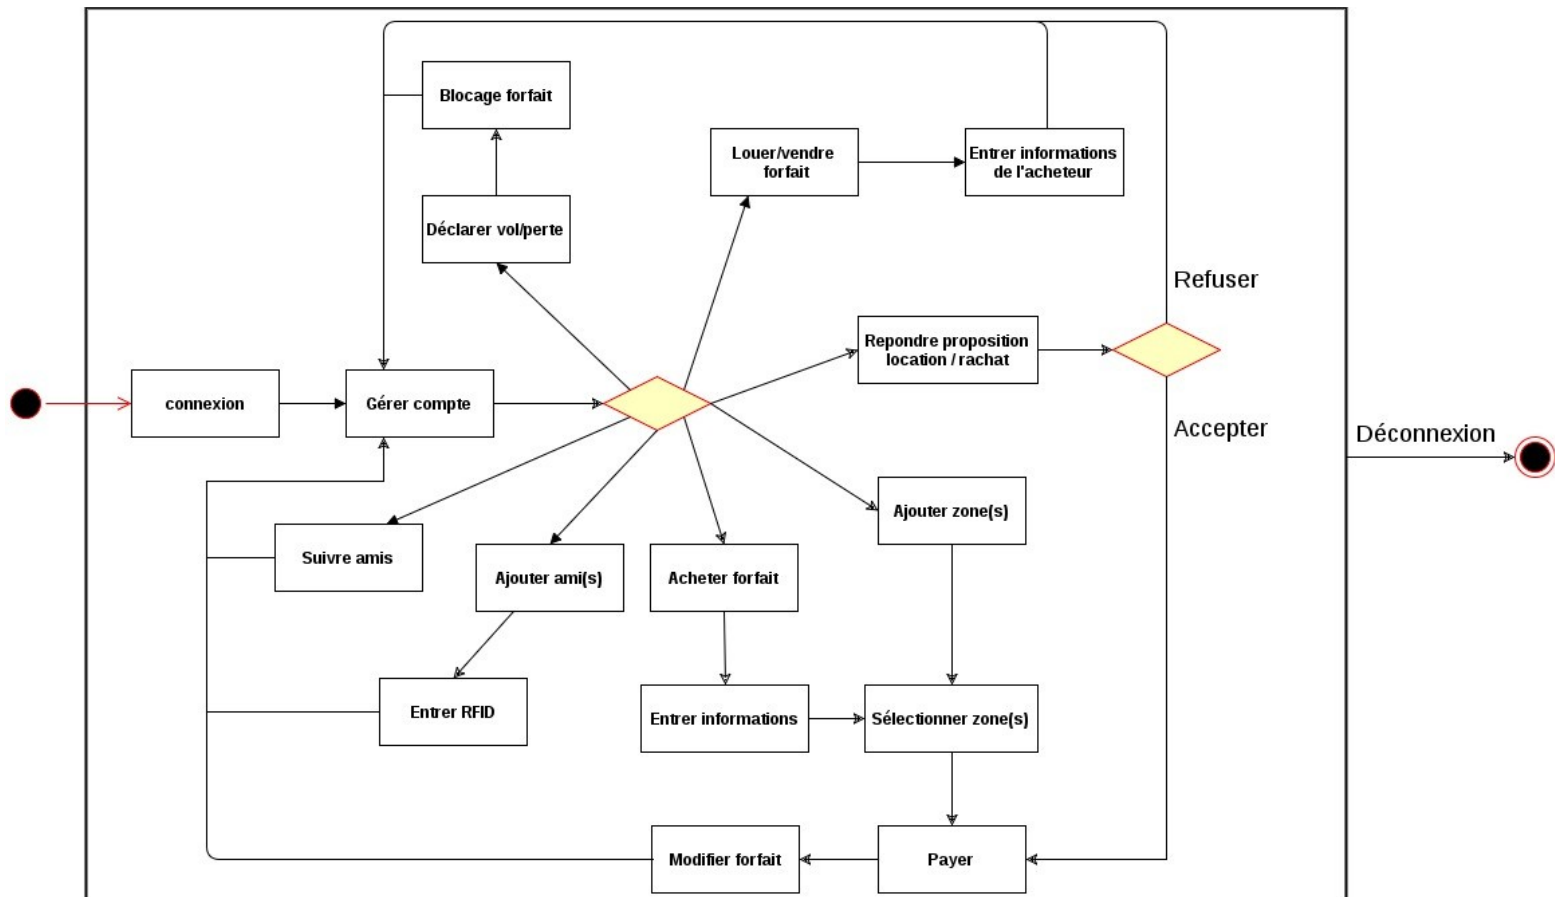 Blocage forfait
Louer/vendre
forfait
Entrer informations
de l'acheteur
Déclarer vol/perte
Refuser
Repondre proposition
location / rachat
connexion
Gérer compte
Accepter
Déconnexion
Ajouter zone(s)
Suivre amis
Ajouter ami(s)
Acheter forfait
Entrer RFID
Entrer informations
Sélectionner zone(s)
Modifier forfait
Payer